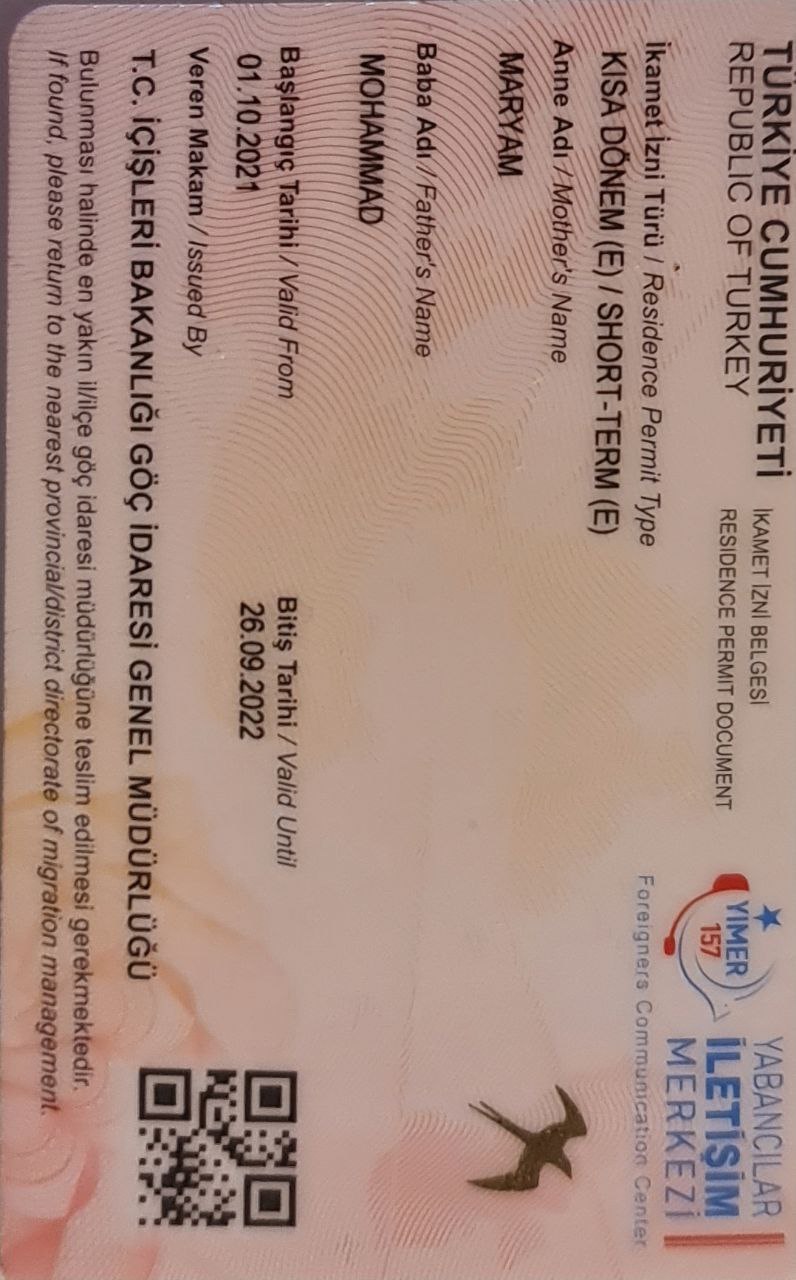 TÜRKİYE CUMHURİYETİ
REPUBLIC OF TURKEY
İKAMET İZNİ BELGESİ
RESIDENCE PERMIT DOCUMENT
YİMER
157
YABANCILAR
İLETİŞİM
MERKEZİ
Foreigners Communication Center
İkamet İzni Türü / Residence Permit Type
KISA DÖNEM (E) / SHORT-TERM (E)
Anne Adı / Mother's Name
MARYAM
Baba Adı / Father's Name
MOHAMMAD
Başlangıç Tarihi / Valid From
01.10.2021
Bitiş Tarihi / Valid Until
26.09.2022
Veren Makam / Issued By
T.C. İÇİŞLERİ BAKANLIĞI GÖÇ İDARESİ GENEL MÜDÜRLÜĞÜ
Bulunması halinde en yakın il/ilçe göç idaresi müdürlüğüne teslim edilmesi gerekmektedir.
If found, please return to the nearest provincial/district directorate of migration management.